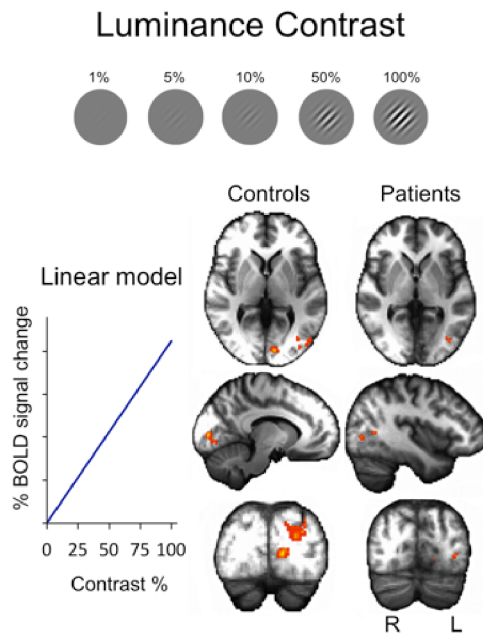 Luminance Contrast
1% 5% 10% 50% 100%
Controls Patients
Linear model
% BOLD signal change
0 25 50 75 100
Contrast %
R L